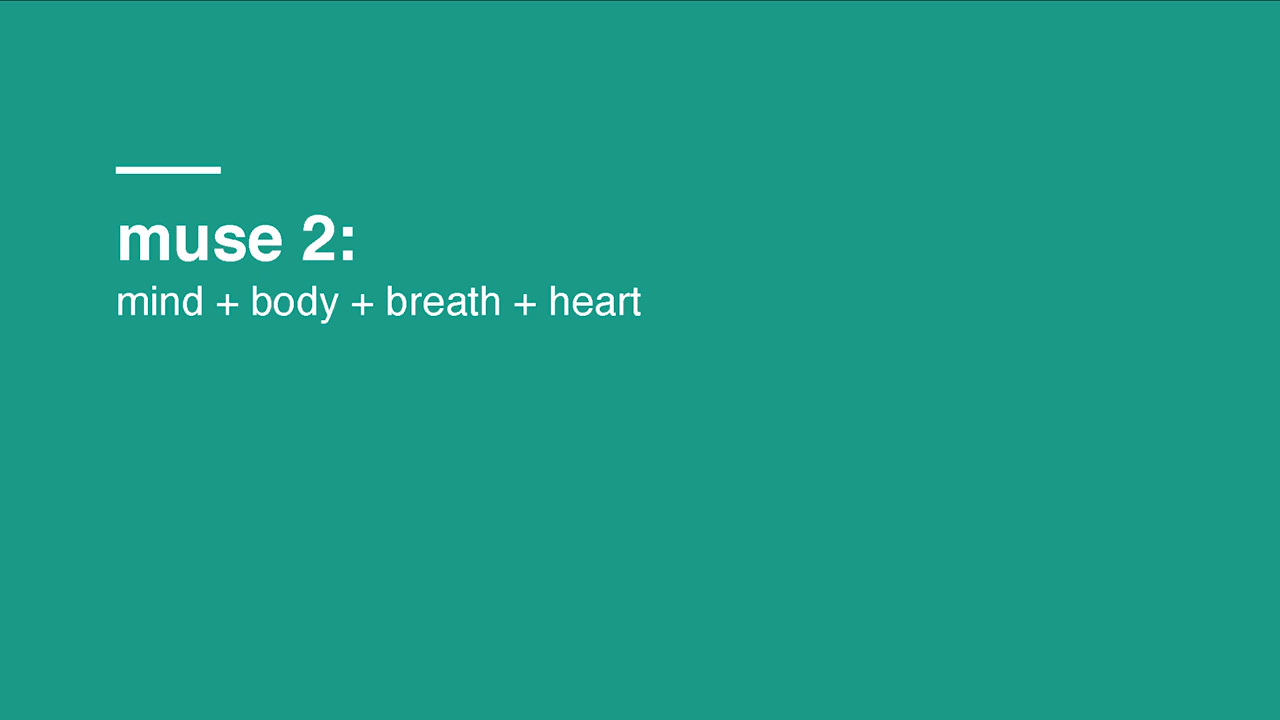 muse 2:
mind + body + breath + heart